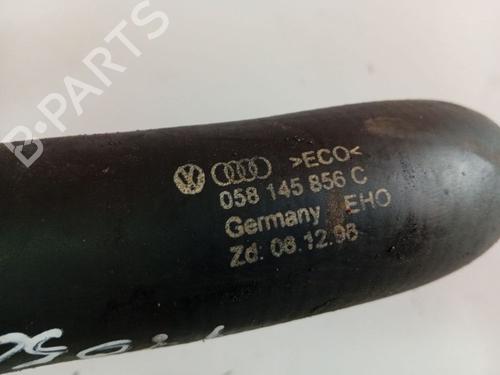 B-PARTS
>ECO<
058 145 856 C
Germany EHO
Zd: 08.12.98